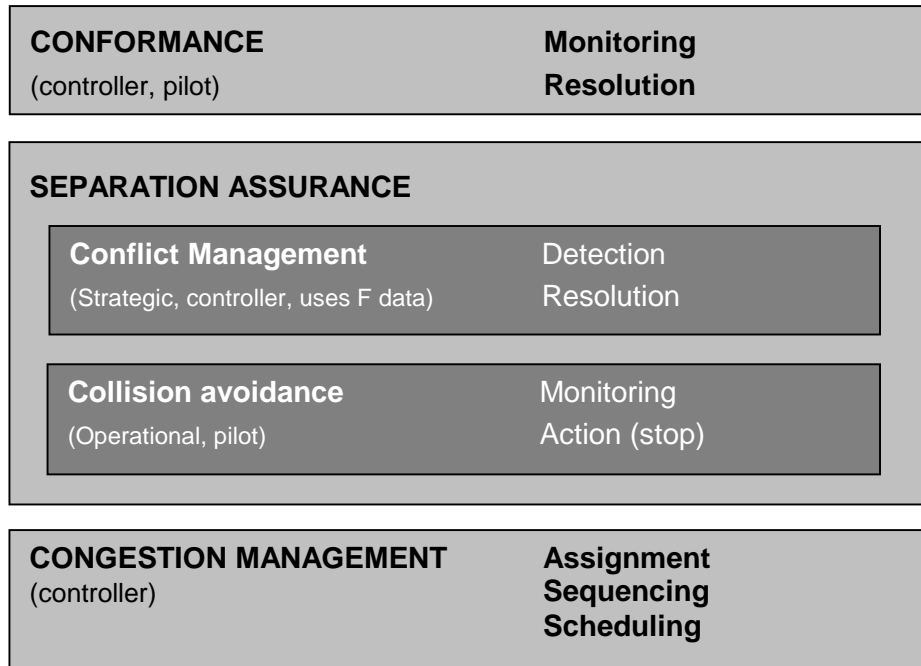 CONFORMANCE Monitoring
(controller, pilot) Resolution
SEPARATION ASSURANCE
Conflict Management Detection
(Strategic, controller, uses F data) Resolution
Collision avoidance Monitoring
(Operational, pilot) Action (stop)
CONGESTION MANAGEMENT Assignment
(controller) Sequencing
Scheduling